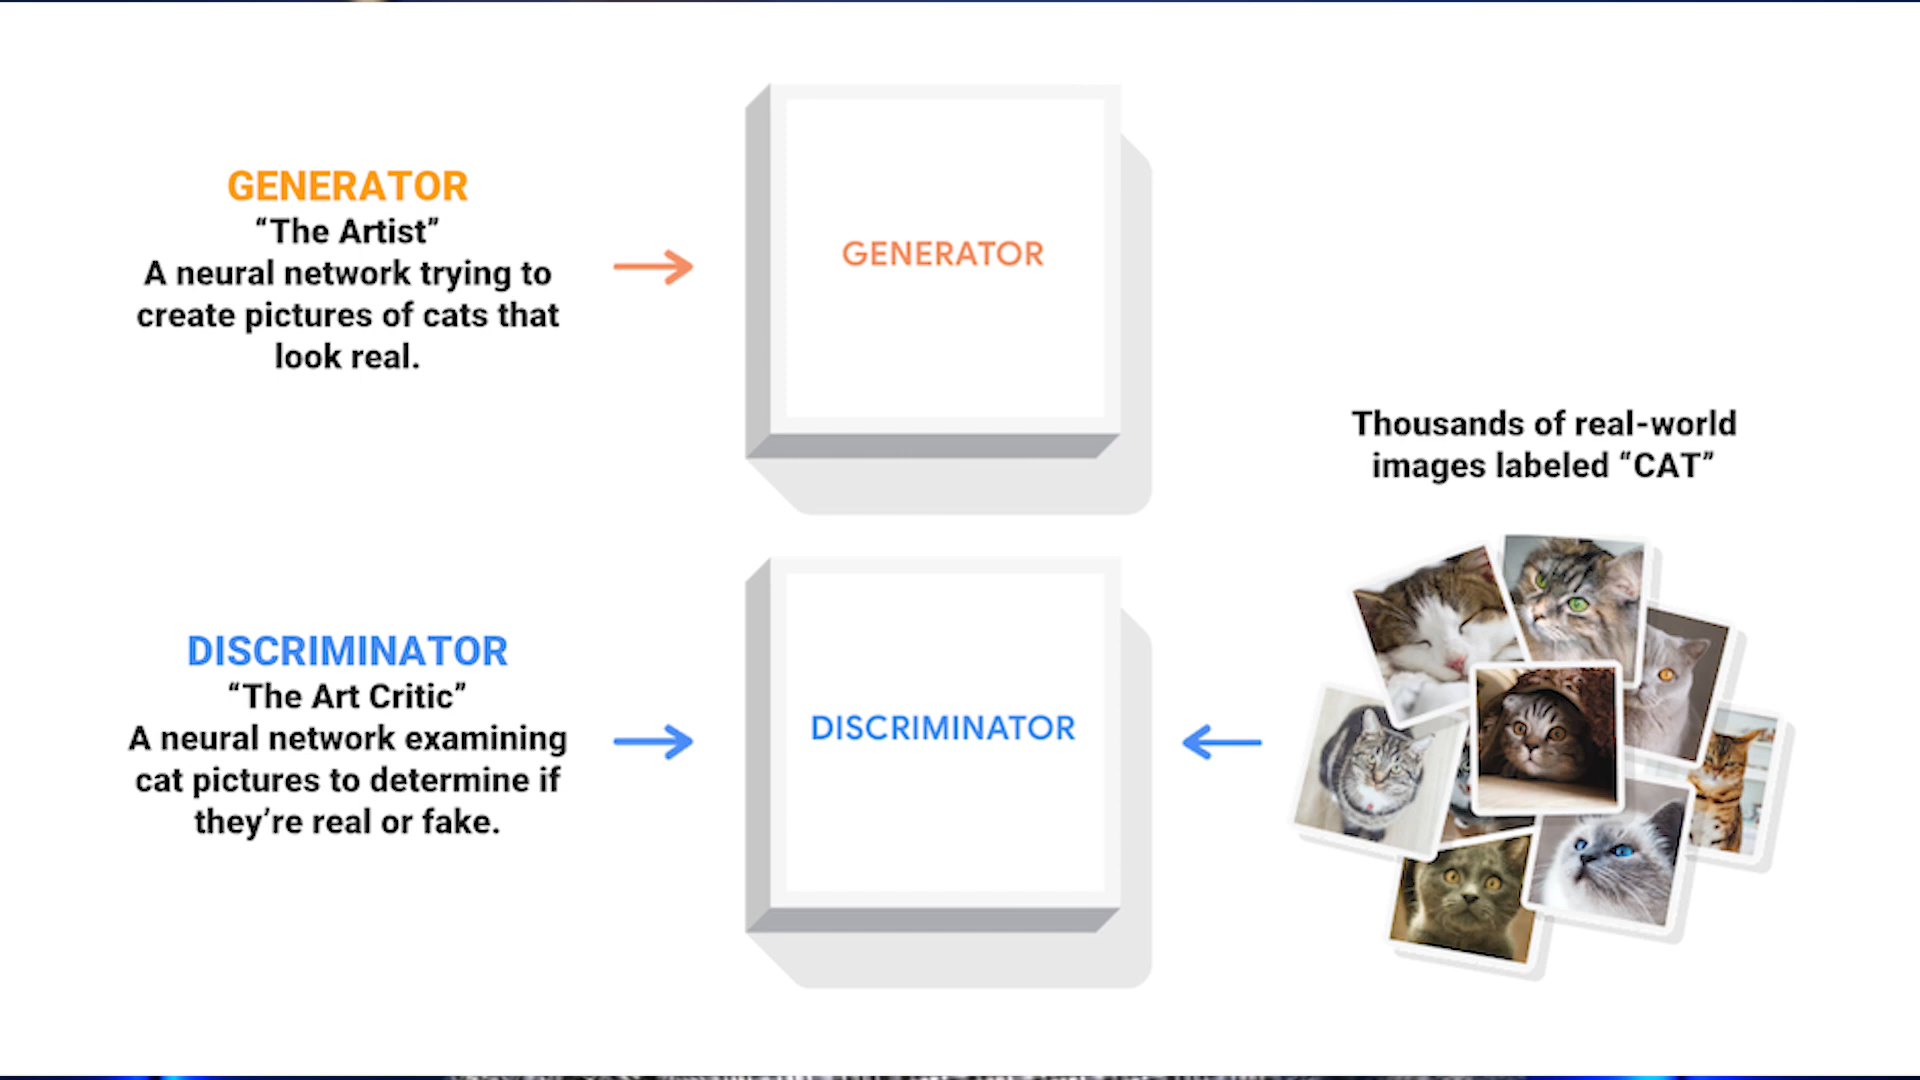 GENERATOR
“The Artist”
A neural network trying to
create pictures of cats that
look real.
GENERATOR
Thousands of real-world
images labeled “CAT”
DISCRIMINATOR
“The Art Critic”
A neural network examining
cat pictures to determine if
they’re real or fake.
DISCRIMINATOR